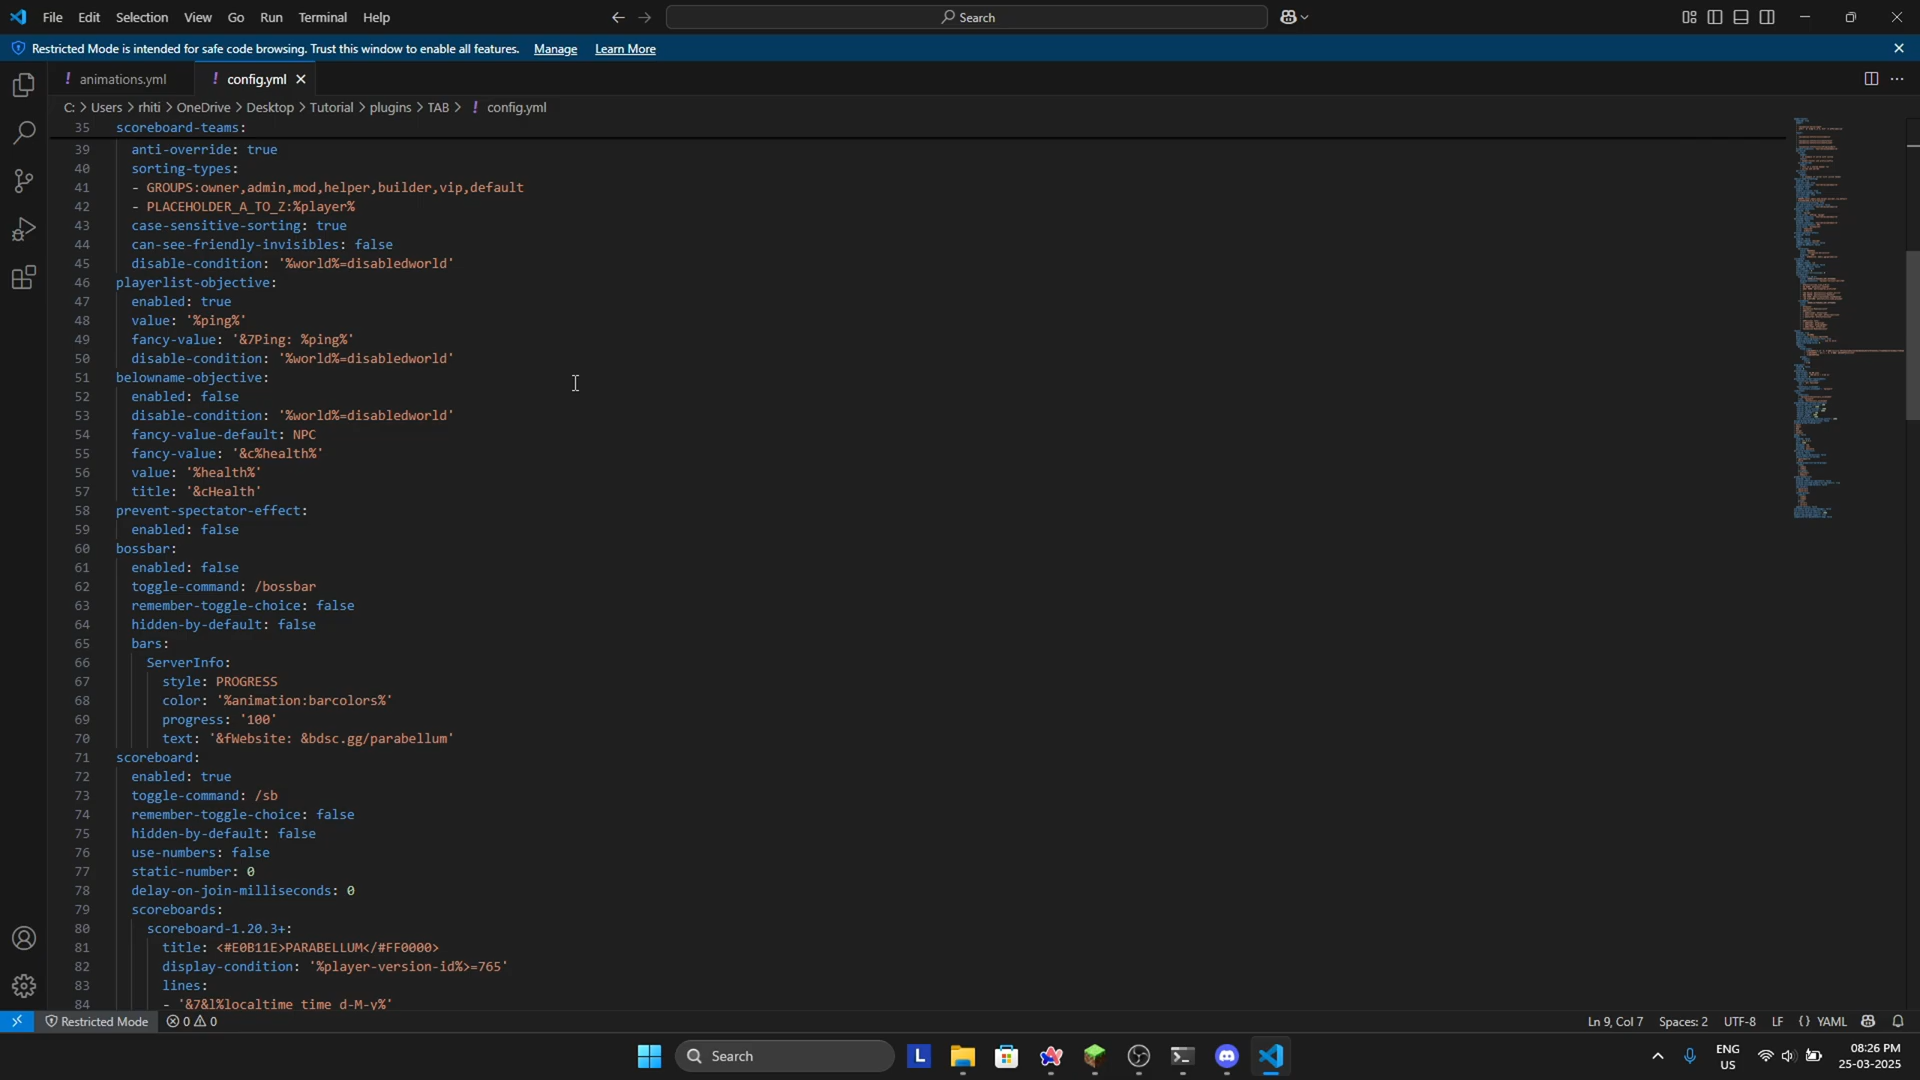 File Edit Selection View Go Run Terminal Help
Search
Restricted Mode is intended for safe code browsing. Trust this window to enable all features. Manage Learn More
! animations.yml
! config.yml
C: > Users > rhiti > OneDrive > Desktop > Tutorial > plugins > TAB > ! config.yml
35 scoreboard-teams:
39 anti-override: true
40 sorting-types:
41 - GROUPS:owner,admin,mod,helper,builder,vip,default
42 - PLACEHOLDER_A_TO_Z:%player%
43 case-sensitive-sorting: true
44 can-see-friendly-invisibles: false
45 disable-condition: '%world%=disabledworld'
46 playerlist-objective:
47 enabled: true
48 value: '%ping%'
49 fancy-value: '&7Ping: %ping%'
50 disable-condition: '%world%=disabledworld'
51 belowname-objective:
52 enabled: false
53 disable-condition: '%world%=disabledworld'
54 fancy-value-default: NPC
55 fancy-value: '&c%health%'
56 value: '%health%'
57 title: '&cHealth'
58 prevent-spectator-effect:
59 enabled: false
60 bossbar:
61 enabled: false
62 toggle-command: /bossbar
63 remember-toggle-choice: false
64 hidden-by-default: false
65 bars:
66 ServerInfo:
67 style: PROGRESS
68 color: '%animation:barcolors%'
69 progress: '100'
70 text: '&fWebsite: &bdsc.gg/parabellum'
71 scoreboard:
72 enabled: true
73 toggle-command: /sb
74 remember-toggle-choice: false
75 hidden-by-default: false
76 use-numbers: false
77 static-number: 0
78 delay-on-join-milliseconds: 0
79 scoreboards:
80 scoreboard-1.20.3+:
81 title: <#E0B11E>PARABELLUM</#FF0000>
82 display-condition: '%player-version-id%>=765'
83 lines:
84 - '&7&l%localtime_time_d-M-y%'
Restricted Mode 0 0 Ln 9, Col 7 Spaces: 2 UTF-8 LF {} YAML
Search
L
ENG
US
08:26 PM
25-03-2025